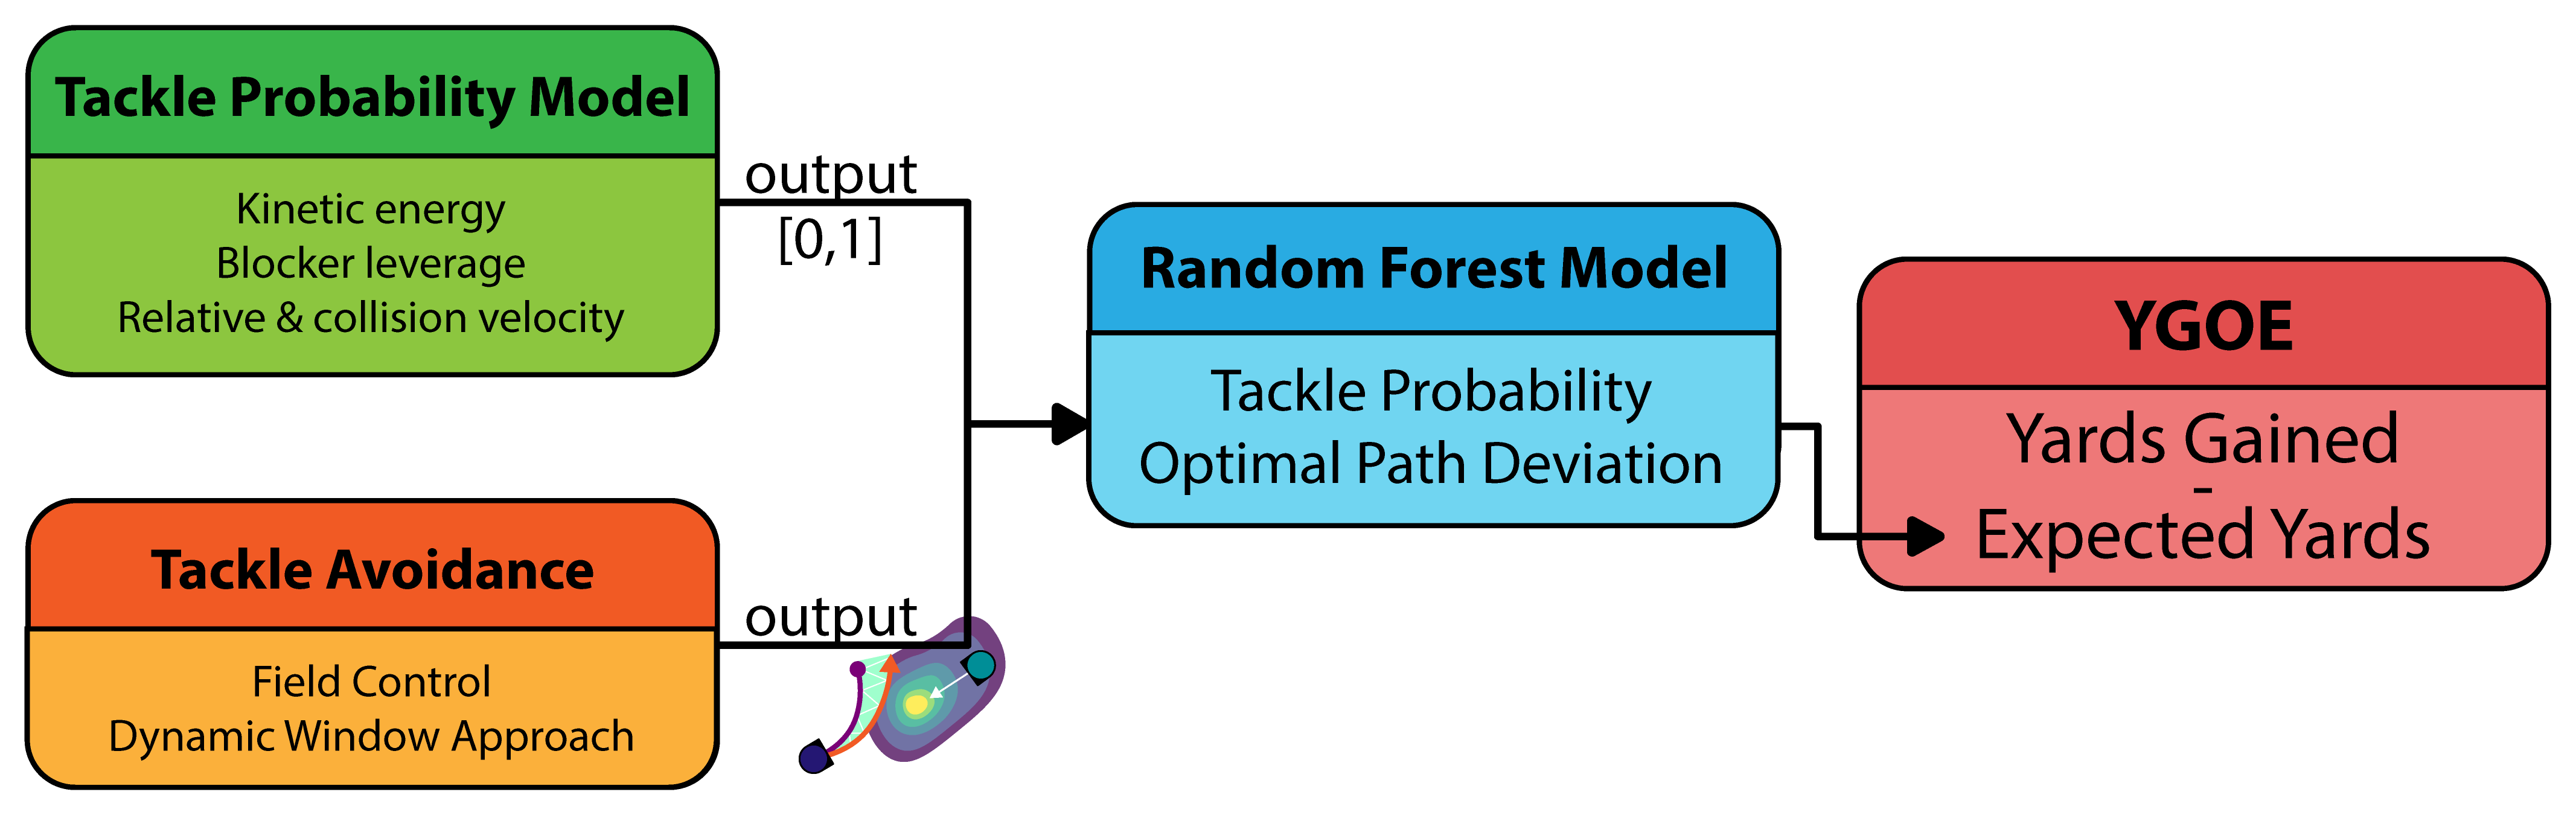 Tackle Probability Model
Kinetic energy
Blocker leverage
Relative & collision velocity
output
[0,1]
Tackle Avoidance
Field Control
Dynamic Window Approach
output
Random Forest Model
Tackle Probability
Optimal Path Deviation
YGOE
Yards Gained
-
Expected Yards